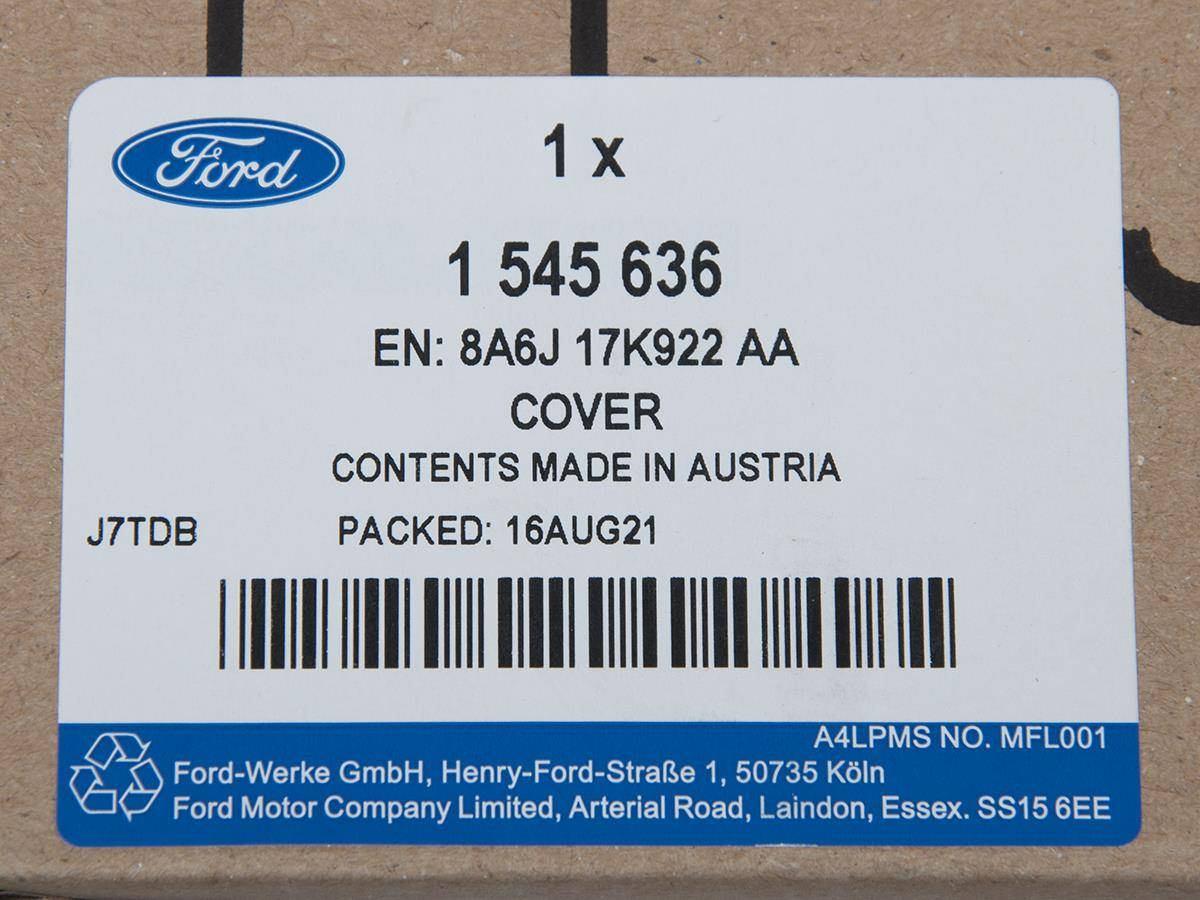 Ford
1 x
1 545 636
EN: 8A6J 17K922 AA
COVER
CONTENTS MADE IN AUSTRIA
J7TDB PACKED: 16AUG21
A4LPMS NO. MFL001
Ford-Werke GmbH, Henry-Ford-Straße 1, 50735 Köln
Ford Motor Company Limited, Arterial Road, Laindon, Essex. SS15 6EE